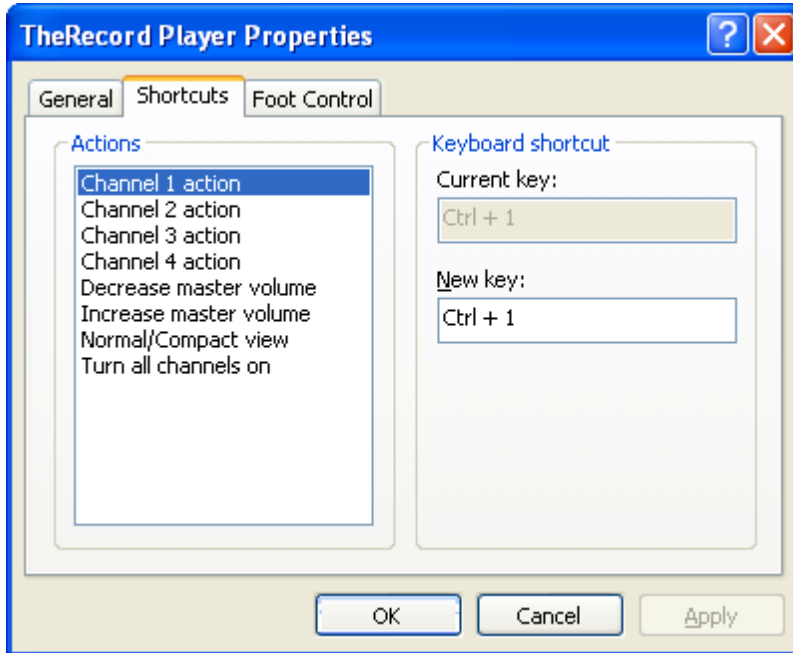 TheRecord Player Properties
General Shortcuts Foot Control
Actions
Channel 1 action
Channel 2 action
Channel 3 action
Channel 4 action
Decrease master volume
Increase master volume
Normal/Compact view
Turn all channels on
Keyboard shortcut
Current key:
Ctrl + 1
New key:
Ctrl + 1
OK Cancel Apply